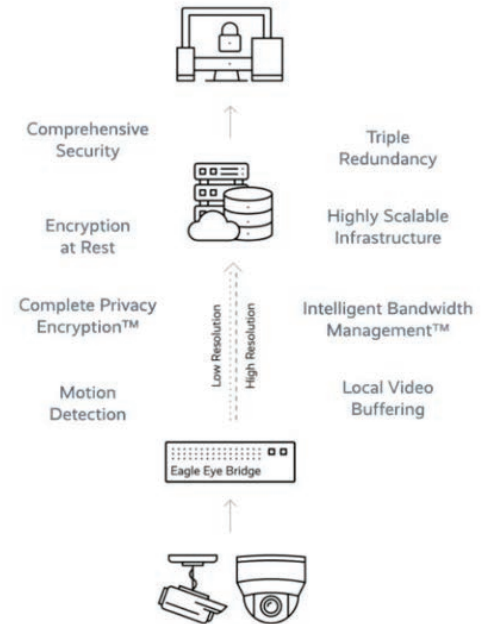 Comprehensive
Security
Triple
Redundancy
Encryption
at Rest
Highly Scalable
Infrastructure
Complete Privacy
Encryption™
Low Resolution
High Resolution
Intelligent Bandwidth
Management™
Motion
Detection
Local Video
Buffering
Eagle Eye Bridge